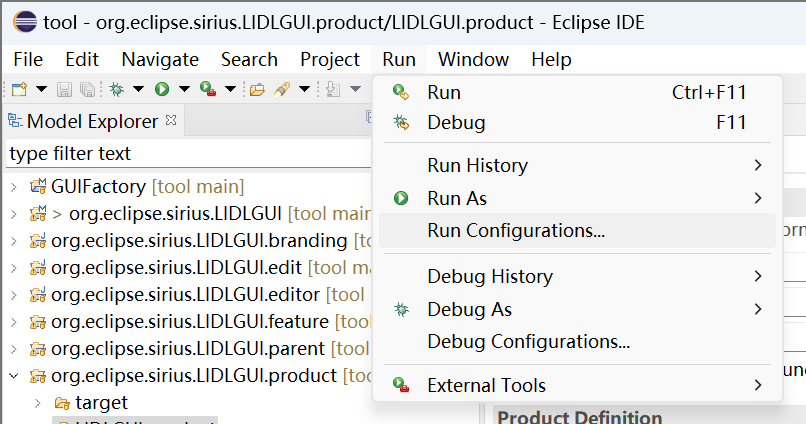 tool - org.eclipse.sirius.LIDLGUI.product/LIDLGUI.product - Eclipse IDE
File Edit Navigate Search Project Run Window Help
Run Ctrl+F11
Debug F11
Run History
Run As
Run Configurations...
Debug History
Debug As
Debug Configurations...
External Tools
Model Explorer
type filter text
GUIFactory [tool main]
> org.eclipse.sirius.LIDLGUI [tool main
org.eclipse.sirius.LIDLGUI.branding [to
org.eclipse.sirius.LIDLGUI.edit [tool ma
org.eclipse.sirius.LIDLGUI.editor [tool
org.eclipse.sirius.LIDLGUI.feature [tool
org.eclipse.sirius.LIDLGUI.parent [tool
org.eclipse.sirius.LIDLGUI.product [too
target
Product Definition